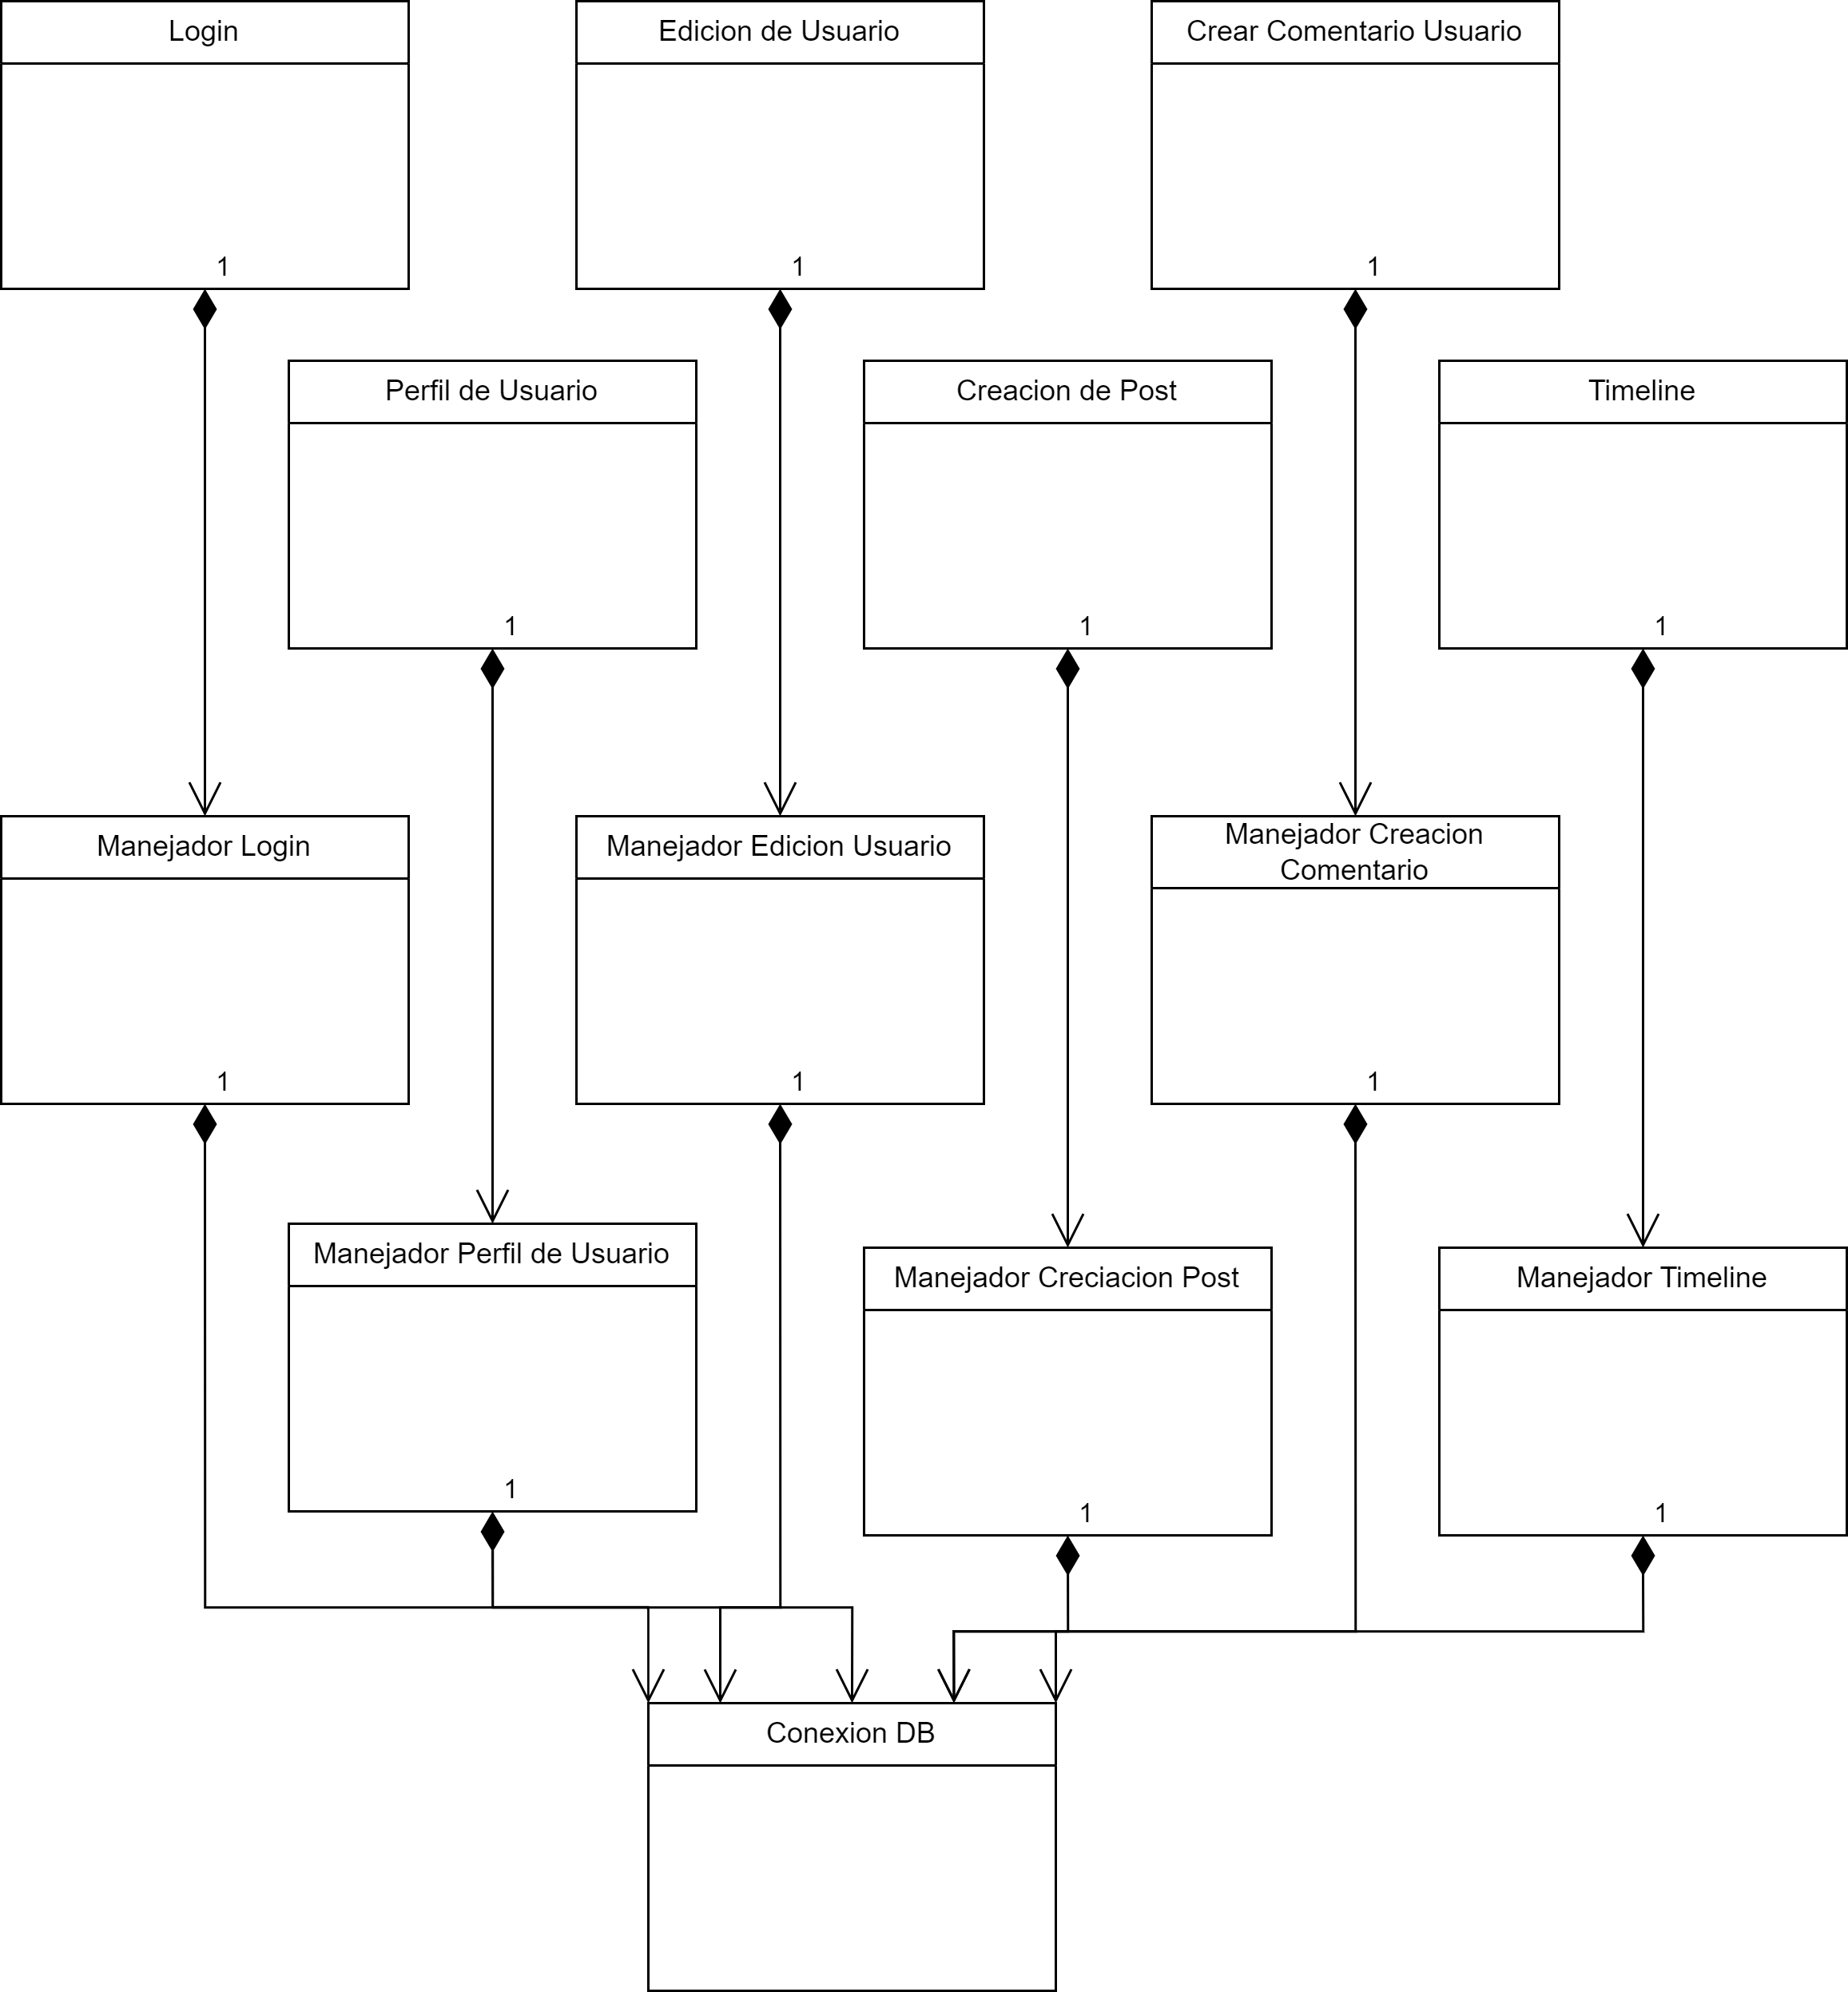 Login
Edicion de Usuario
Crear Comentario Usuario
1
1
1
Perfil de Usuario
Creacion de Post
Timeline
1
1
1
Manejador Login
Manejador Edicion Usuario
Manejador Creacion
Comentario
1
1
1
Manejador Perfil de Usuario
Manejador Creciacion Post
Manejador Timeline
1
1
1
Conexion DB